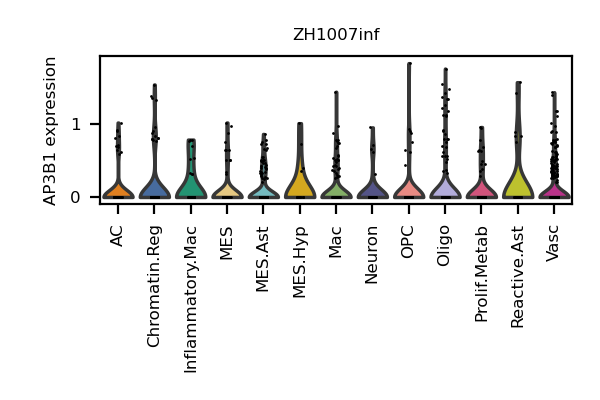 ZH1007inf
AP3B1 expression
1
0
AC
Chromatin.Reg
Inflammatory.Mac
MES
MES.Ast
MES.Hyp
Mac
Neuron
OPC
Oligo
Prolif.Metab
Reactive.Ast
Vasc